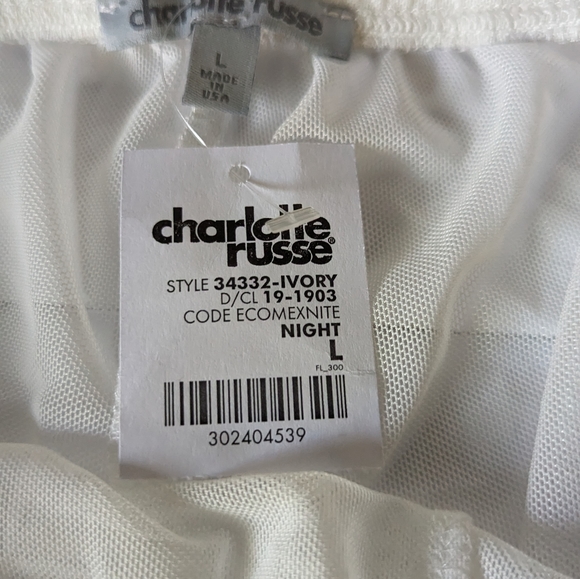 charlotte russe
L
MADE
IN
USA
charlotte
russe®
STYLE 34332-IVORY
D/CL 19-1903
CODE ECOMEXNITE
NIGHT
L
FL_300
302404539